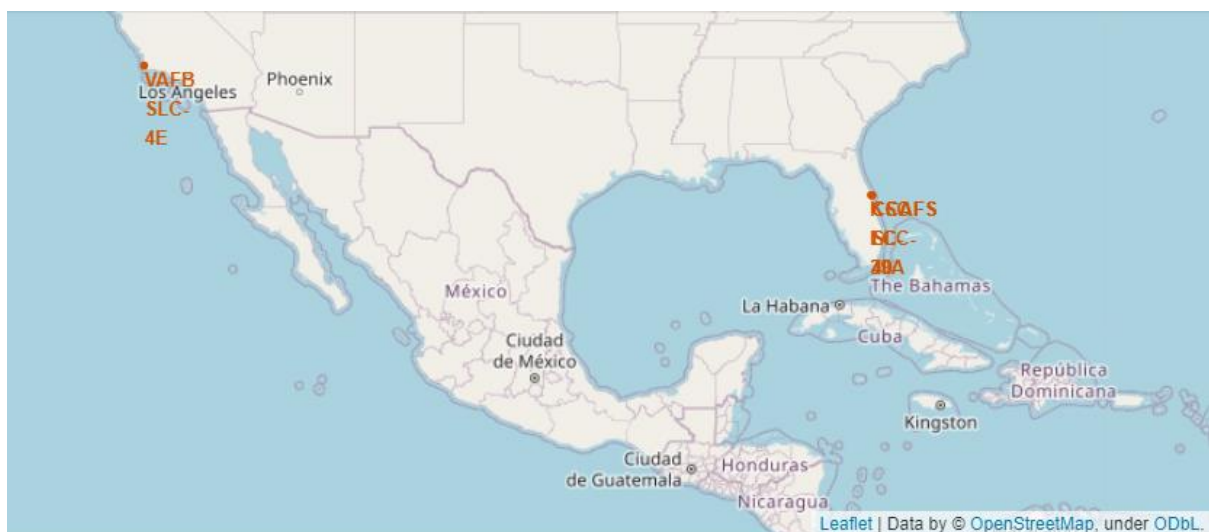 VAFB
SLC-
4E
Los Angeles
Phoenix
México
Ciudad
de México
La Habana
The Bahamas
Cuba
República
Dominicana
Kingston
Ciudad
de Guatemala
Honduras
Nicaragua
Leaflet | Data by © OpenStreetMap, under ODbL.